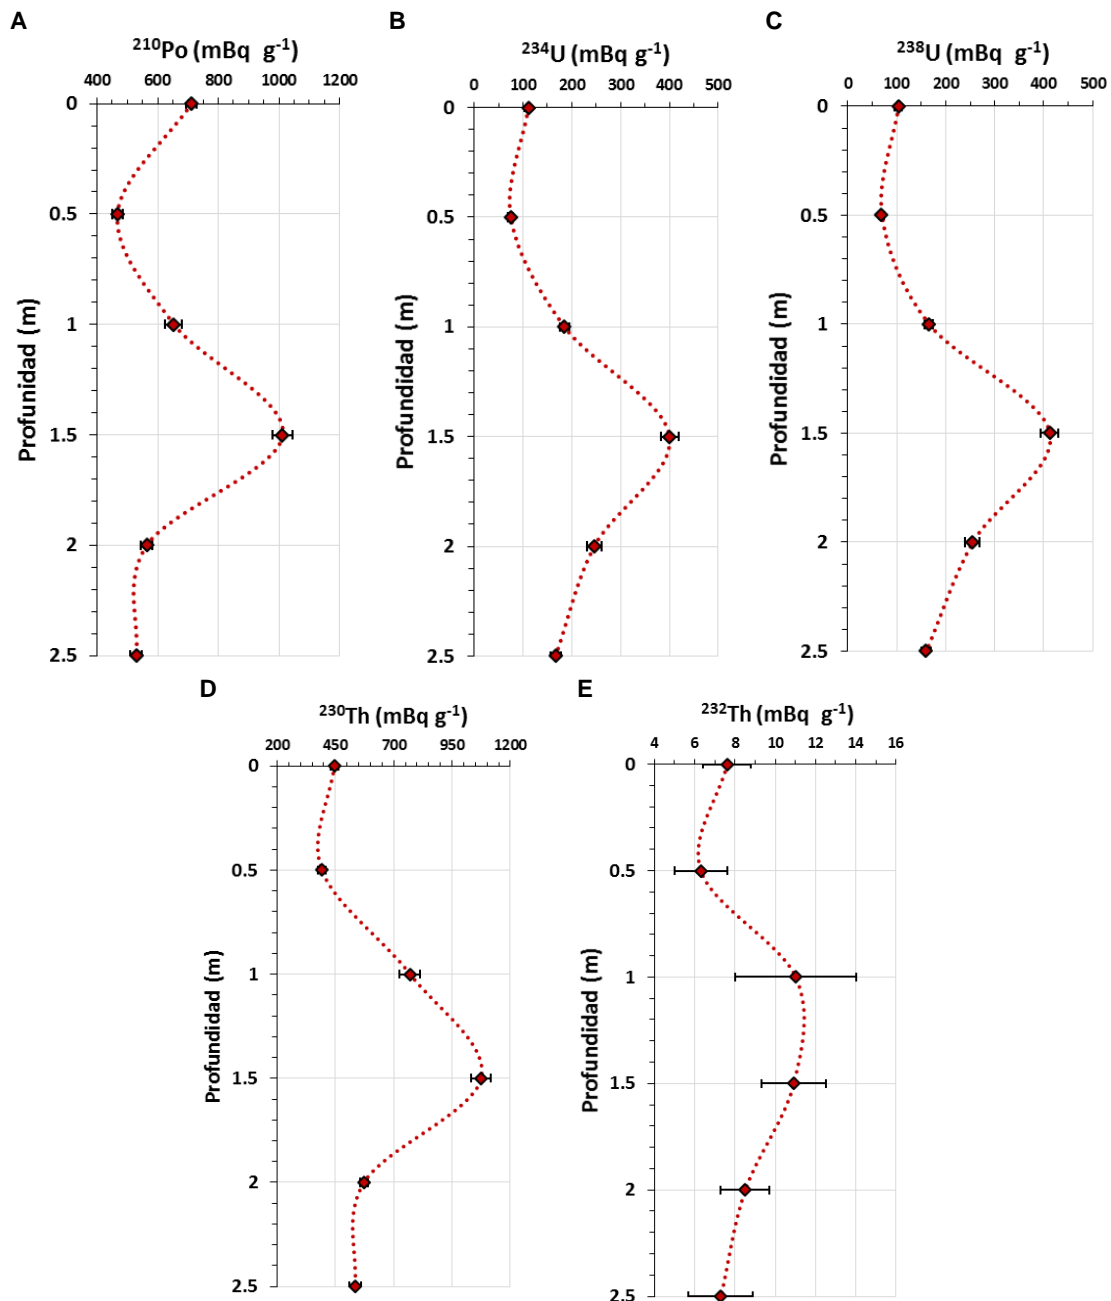 A
B
C
²¹⁰Po (mBq g⁻¹)
²³⁴U (mBq g⁻¹)
²³⁸U (mBq g⁻¹)
400 600 800 1000 1200
0 100 200 300 400 500
0 100 200 300 400 500
0
0.5
1
1.5
2
2.5
Profunidad (m)
0
0.5
1
1.5
2
2.5
Profundidad (m)
0
0.5
1
1.5
2
2.5
Profundidad (m)
D
E
²³⁰Th (mBq g⁻¹)
²³²Th (mBq g⁻¹)
200 450 700 950 1200
4 6 8 10 12 14 16
0
0.5
1
1.5
2
2.5
Profundidad (m)
0
0.5
1
1.5
2
2.5
Profundidad (m)